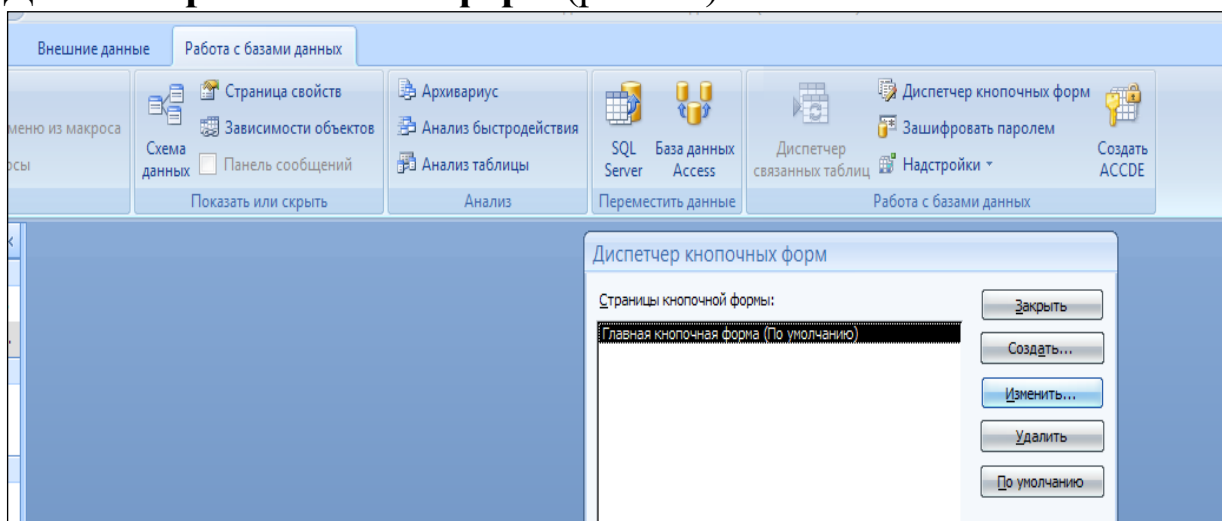 Внешние данные Работа с базами данных
меню из макроса
Схема данных
Страница свойств
Зависимости объектов
Панель сообщений
Показать или скрыть
Архивариус
Анализ быстродействия
Анализ таблицы
Анализ
SQL Server
База данных Access
Переместить данные
Диспетчер связанных таблиц
Диспетчер кнопочных форм
Зашифровать паролем
Надстройки
Создать ACCDE
Работа с базами данных
Диспетчер кнопочных форм
Страницы кнопочной формы:
Главная кнопочная форма (По умолчанию)
Закрыть
Создать...
Изменить...
Удалить
По умолчанию